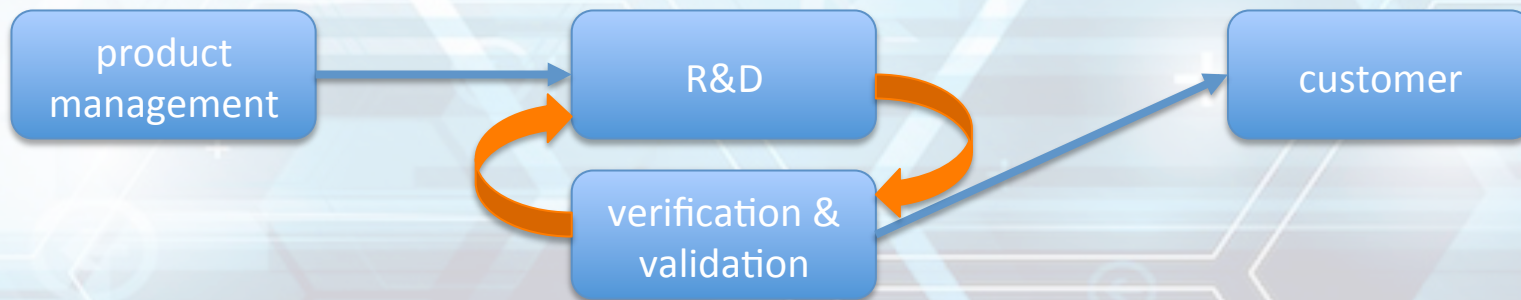 product
management
R&D
customer
verification &
validation